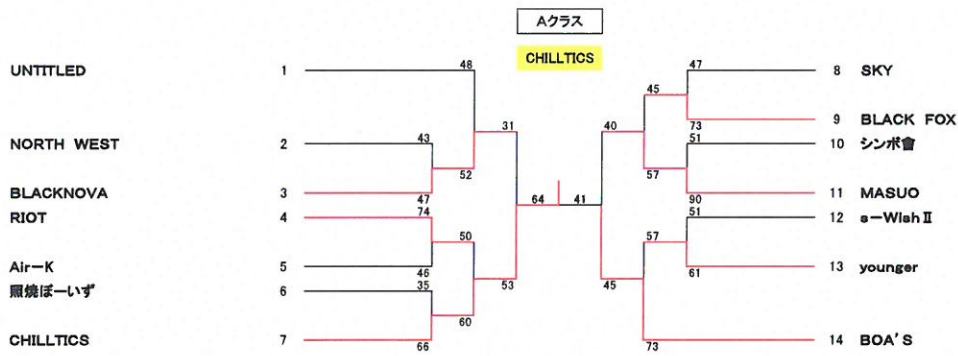 Aクラス
CHILLTICS
UNTITLED 1 48 47 8 SKY
45
73 9 BLACK FOX
31 40
NORTH WEST 2 43 51 10 シンボ會
52 57
BLACKNOVA 3 47 90 11 MASUO
64 41
RIOT 4 74 51 12 s-WishⅡ
50 57
Air-K 5 46 61 13 younger
53 45
照焼ぼーいず 6 35
60
CHILLTICS 7 66 73 14 BOA'S